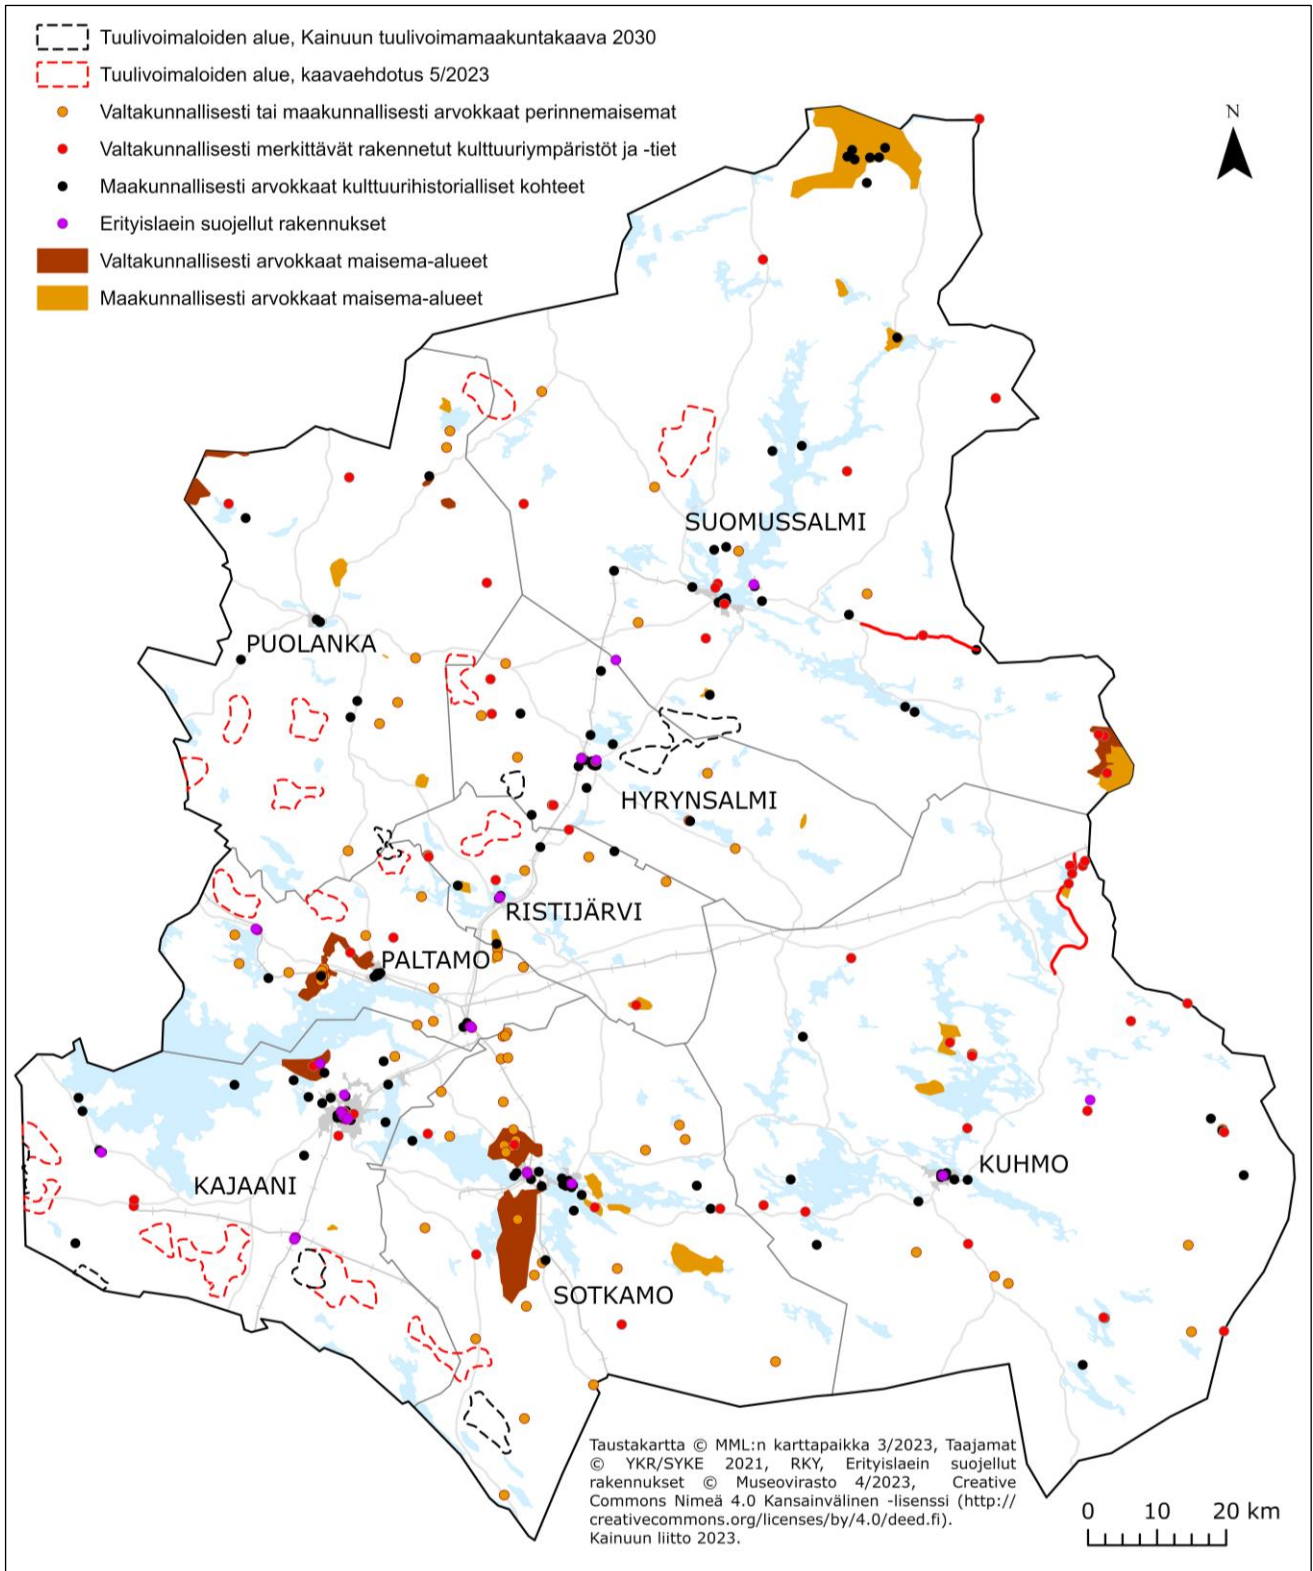 Tuulivoimaloiden alue, Kainuun tuulivoimamaakuntakaava 2030
Tuulivoimaloiden alue, kaavaehdotus 5/2023
Valtakunnallisesti tai maakunnallisesti arvokkaat perinnemaisemat
Valtakunnallisesti merkittävät rakennetut kulttuuriympäristöt ja -tiet
Maakunnallisesti arvokkaat kulttuurihistorialliset kohteet
Erityislaein suojellut rakennukset
Valtakunnallisesti arvokkaat maisema-alueet
Maakunnallisesti arvokkaat maisema-alueet
N
SUOMUSSALMI
PUOLANKA
HYRYNSALMI
RISTIJÄRVI
PALTAMO
KUHMO
KAJAANI
SOTKAMO
Taustakartta © MML:n karttapaikka 3/2023, Taajamat
© YKR/SYKE 2021, RKY, Erityislaein suojellut
rakennukset © Museovirasto 4/2023, Creative
Commons Nimeä 4.0 Kansainvälinen -lisenssi (http://
creativecommons.org/licenses/by/4.0/deed.fi).
Kainuun liitto 2023.
0 10 20 km